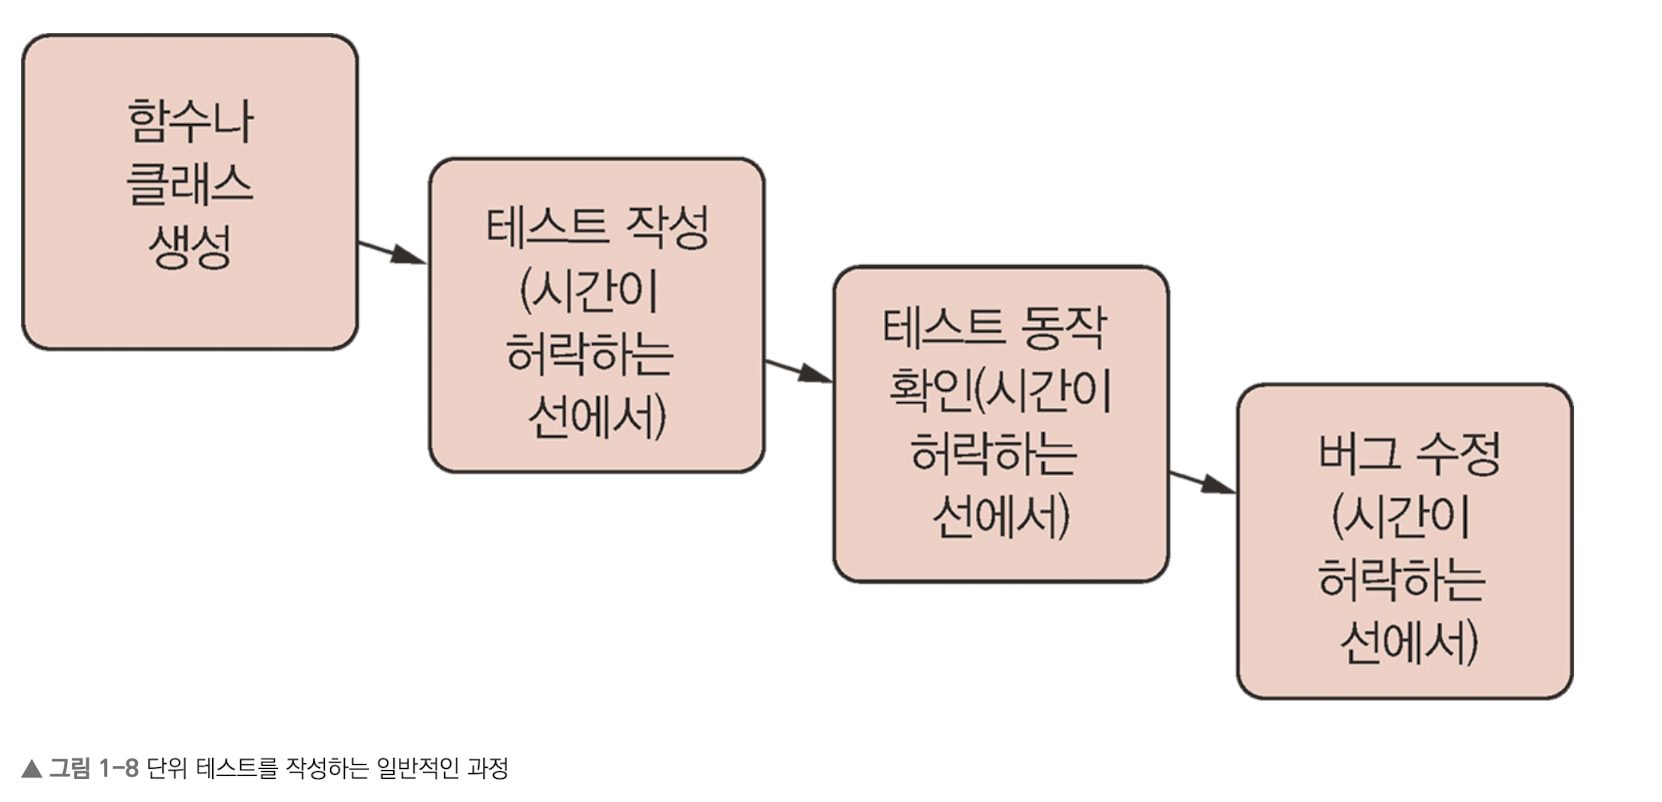 함수나
클래스
생성
테스트 작성
(시간이
허락하는
선에서)
테스트 동작
확인(시간이
허락하는
선에서)
버그 수정
(시간이
허락하는
선에서)
▲ 그림 1-8 단위 테스트를 작성하는 일반적인 과정